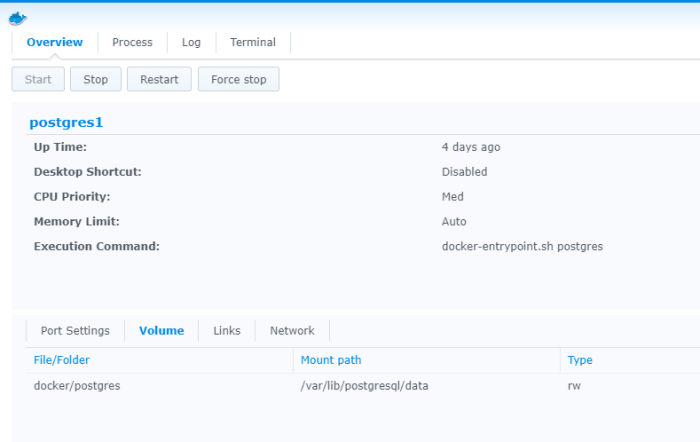 Overview Process Log Terminal
Start Stop Restart Force stop
postgres1
Up Time: 4 days ago
Desktop Shortcut: Disabled
CPU Priority: Med
Memory Limit: Auto
Execution Command: docker-entrypoint.sh postgres
Port Settings Volume Links Network
File/Folder Mount path Type
docker/postgres /var/lib/postgresql/data rw